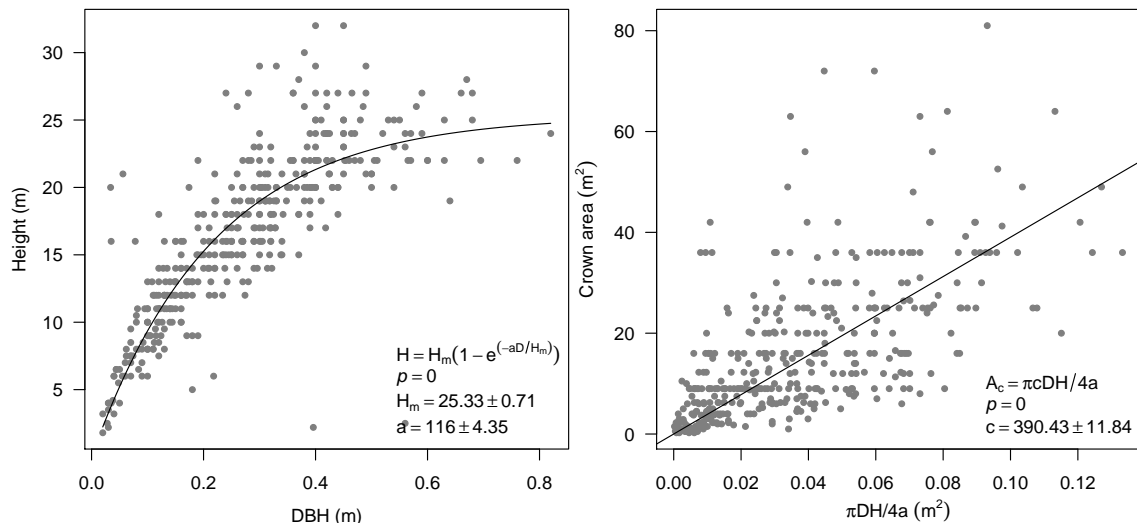 30
25
20
15
10
5
Height (m)
H = Hₘ(1 − e^(−aD/Hₘ))
p = 0
Hₘ = 25.33 ± 0.71
a = 116 ± 4.35
0.0 0.2 0.4 0.6 0.8
DBH (m)
80
60
40
20
0
Crown area (m²)
A_c = πcDH/4a
p = 0
c = 390.43 ± 11.84
0.00 0.02 0.04 0.06 0.08 0.10 0.12
πDH/4a (m²)